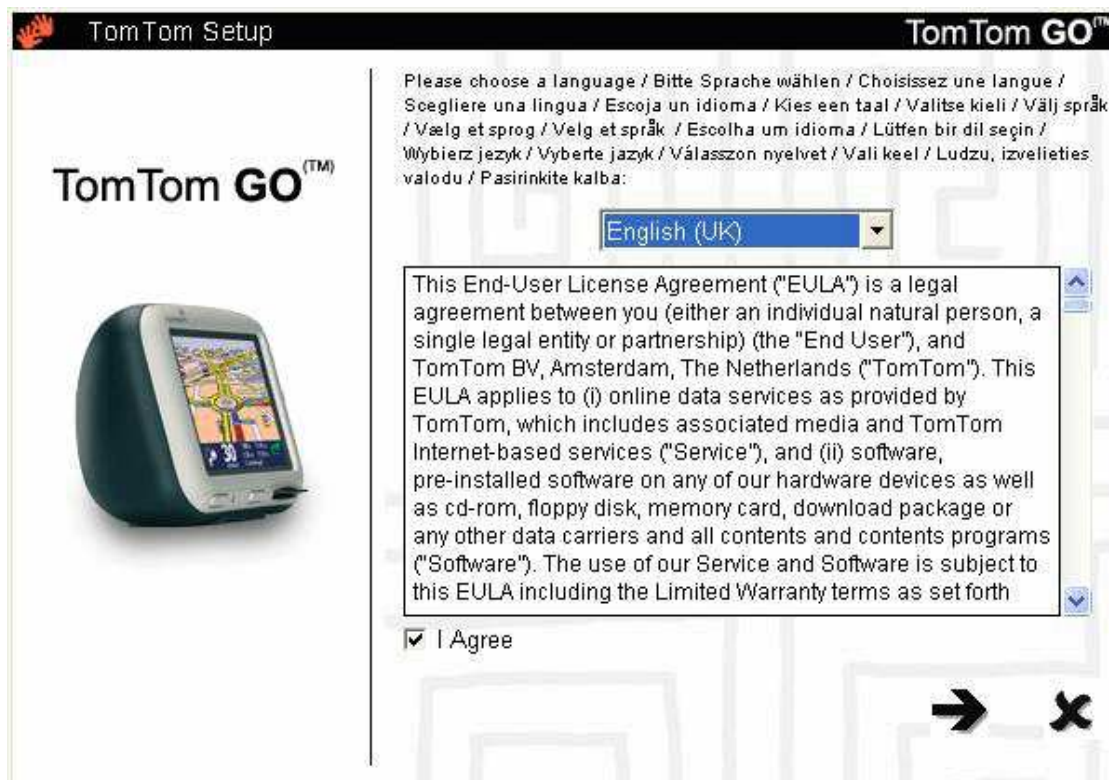 TomTom Setup
TomTom GO™
TomTom GO(TM)
Please choose a language / Bitte Sprache wählen / Choisissez une langue /
Scegliere una lingua / Escoja un idioma / Kies een taal / Valitse kieli / Välj språk
/ Vælg et sprog / Velg et språk / Escolha um idioma / Lütfen bir dil seçin /
Wybierz jezyk / Vyberte jazyk / Válasszon nyelvet / Vali keel / Ludzu, izvelieties
valodu / Pasirinkite kalba:
English (UK)
This End-User License Agreement ("EULA") is a legal
agreement between you (either an individual natural person, a
single legal entity or partnership) (the "End User"), and
TomTom BV, Amsterdam, The Netherlands ("TomTom"). This
EULA applies to (i) online data services as provided by
TomTom, which includes associated media and TomTom
Internet-based services ("Service"), and (ii) software,
pre-installed software on any of our hardware devices as well
as cd-rom, floppy disk, memory card, download package or
any other data carriers and all contents and contents programs
("Software"). The use of our Service and Software is subject to
this EULA including the Limited Warranty terms as set forth
I Agree
30